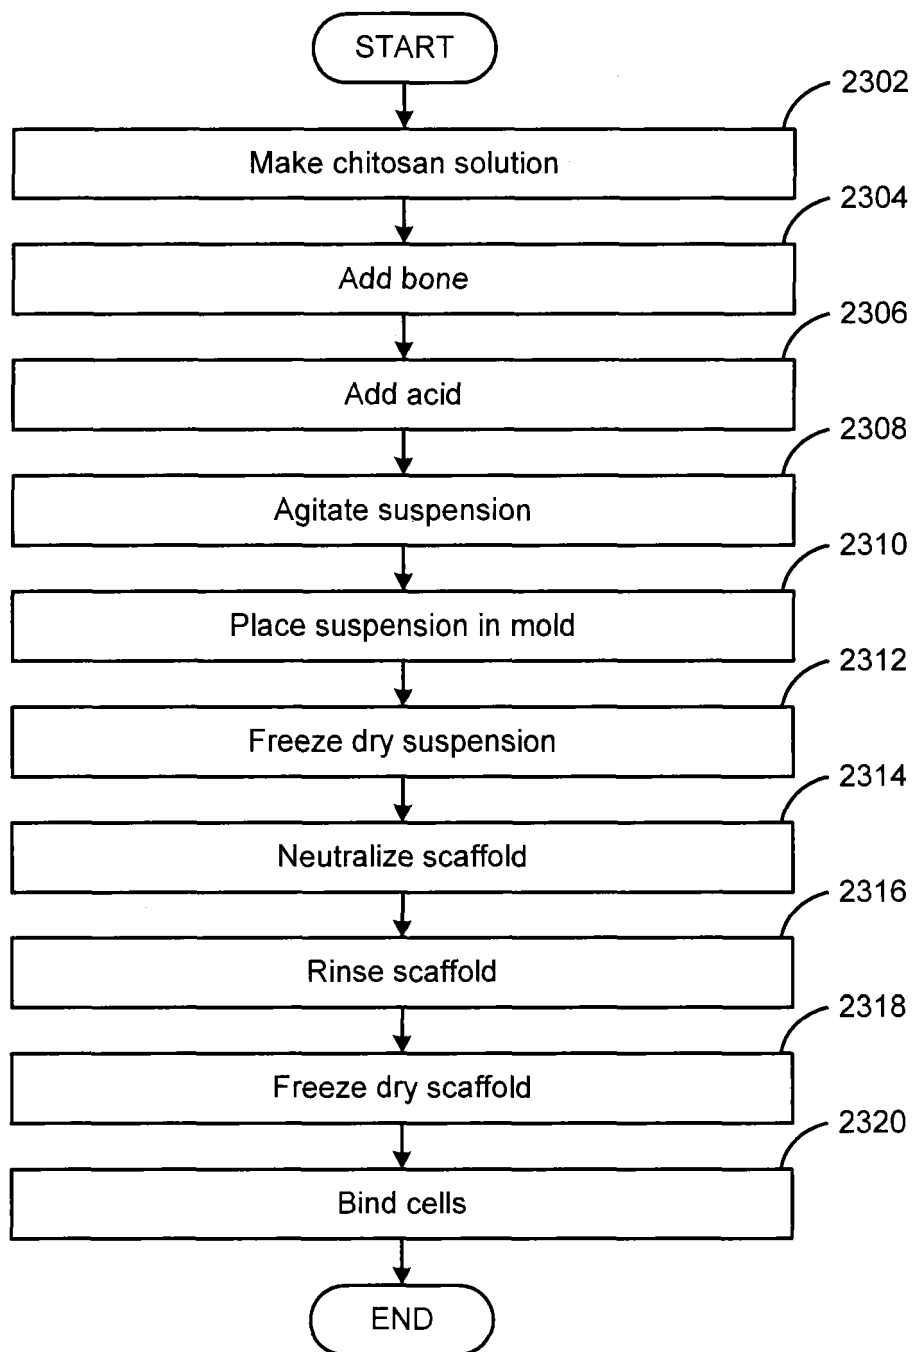 START
2302
Make chitosan solution
2304
Add bone
2306
Add acid
2308
Agitate suspension
2310
Place suspension in mold
2312
Freeze dry suspension
2314
Neutralize scaffold
2316
Rinse scaffold
2318
Freeze dry scaffold
2320
Bind cells
END